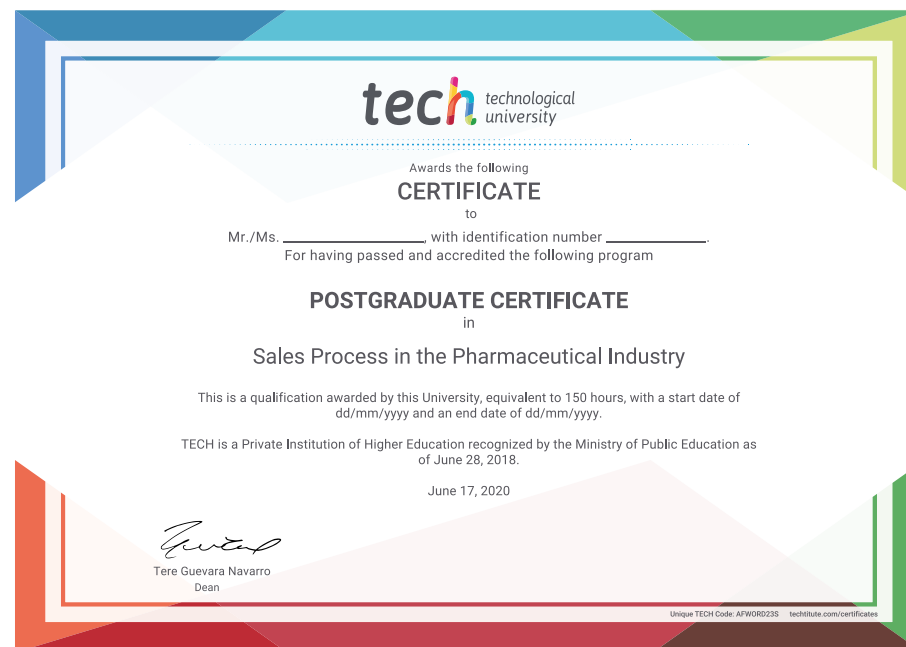 tech technological
university
Awards the following
CERTIFICATE
to
Mr./Ms. ____________________, with identification number ______________.
For having passed and accredited the following program
POSTGRADUATE CERTIFICATE
in
Sales Process in the Pharmaceutical Industry
This is a qualification awarded by this University, equivalent to 150 hours, with a start date of
dd/mm/yyyy and an end date of dd/mm/yyyy.
TECH is a Private Institution of Higher Education recognized by the Ministry of Public Education as
of June 28, 2018.
June 17, 2020
Tere Guevara Navarro
Dean
Unique TECH Code: AFWORD23S techtitute.com/certificates